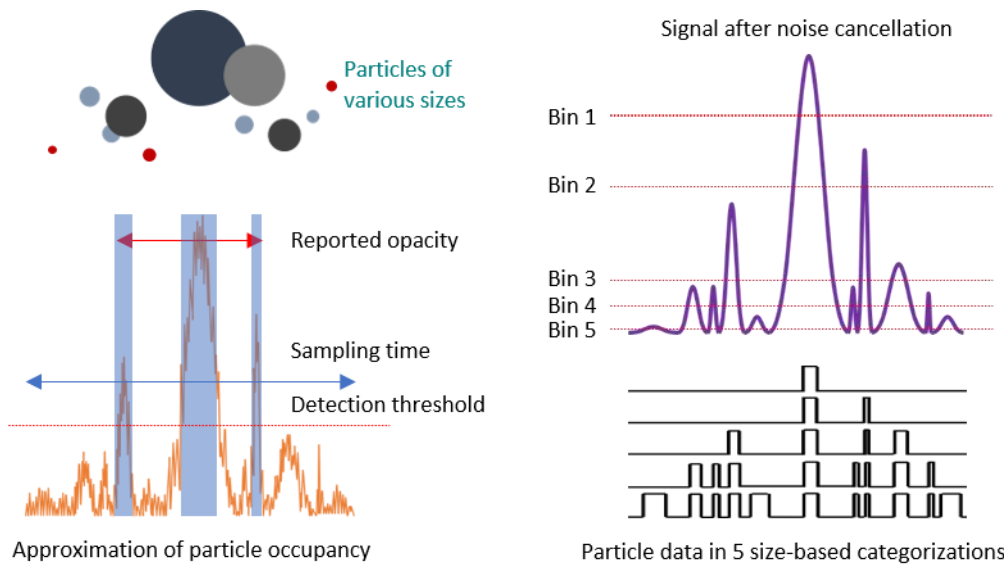 Particles of
various sizes
Reported opacity
Sampling time
Detection threshold
Approximation of particle occupancy
Signal after noise cancellation
Bin 1
Bin 2
Bin 3
Bin 4
Bin 5
Particle data in 5 size-based categorizations